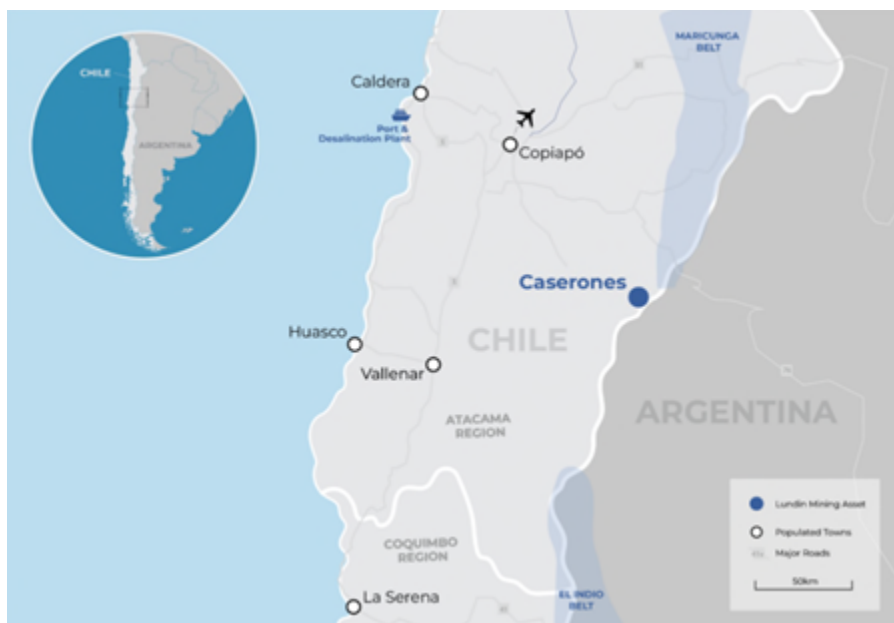 MARICUNGA
BELT
CHILE
ARGENTINA
Caldera
Port &
Desalination Plant
Copiapó
Caserones
Huasco
CHILE
Vallenar
ARGENTINA
ATACAMA
REGION
COQUIMBO
REGION
La Serena
EL INDIO
BELT
Lundin Mining Asset
Populated Towns
Major Roads
50km